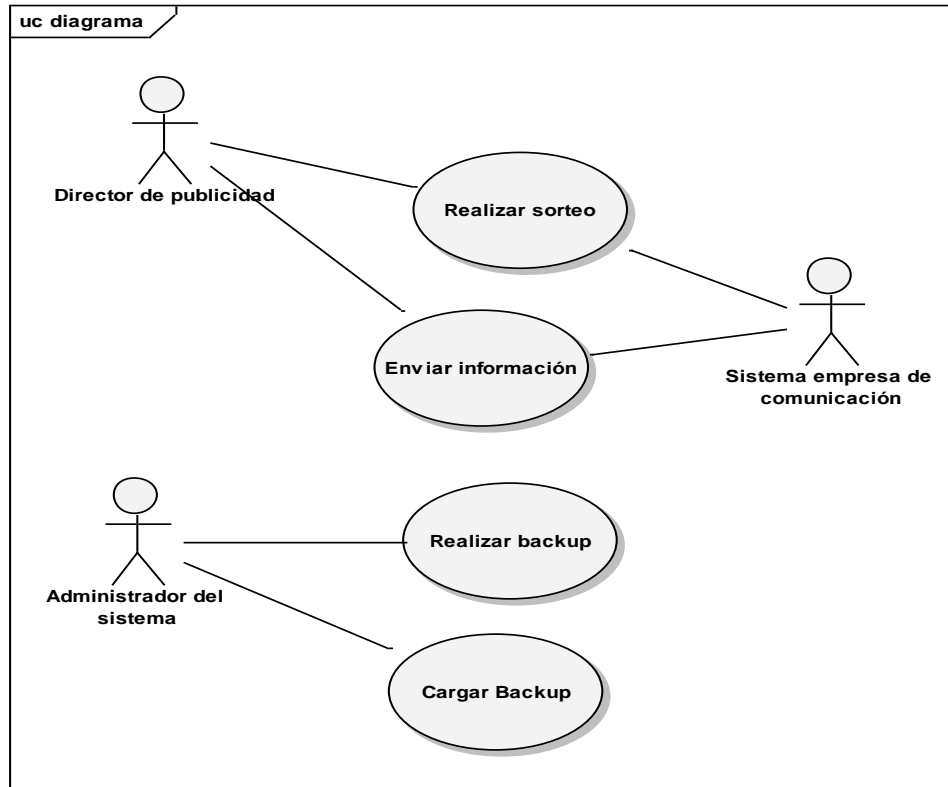 uc diagrama
Director de publicidad
Realizar sorteo
Enviar información
Sistema empresa de
comunicación
Administrador del
sistema
Realizar backup
Cargar Backup